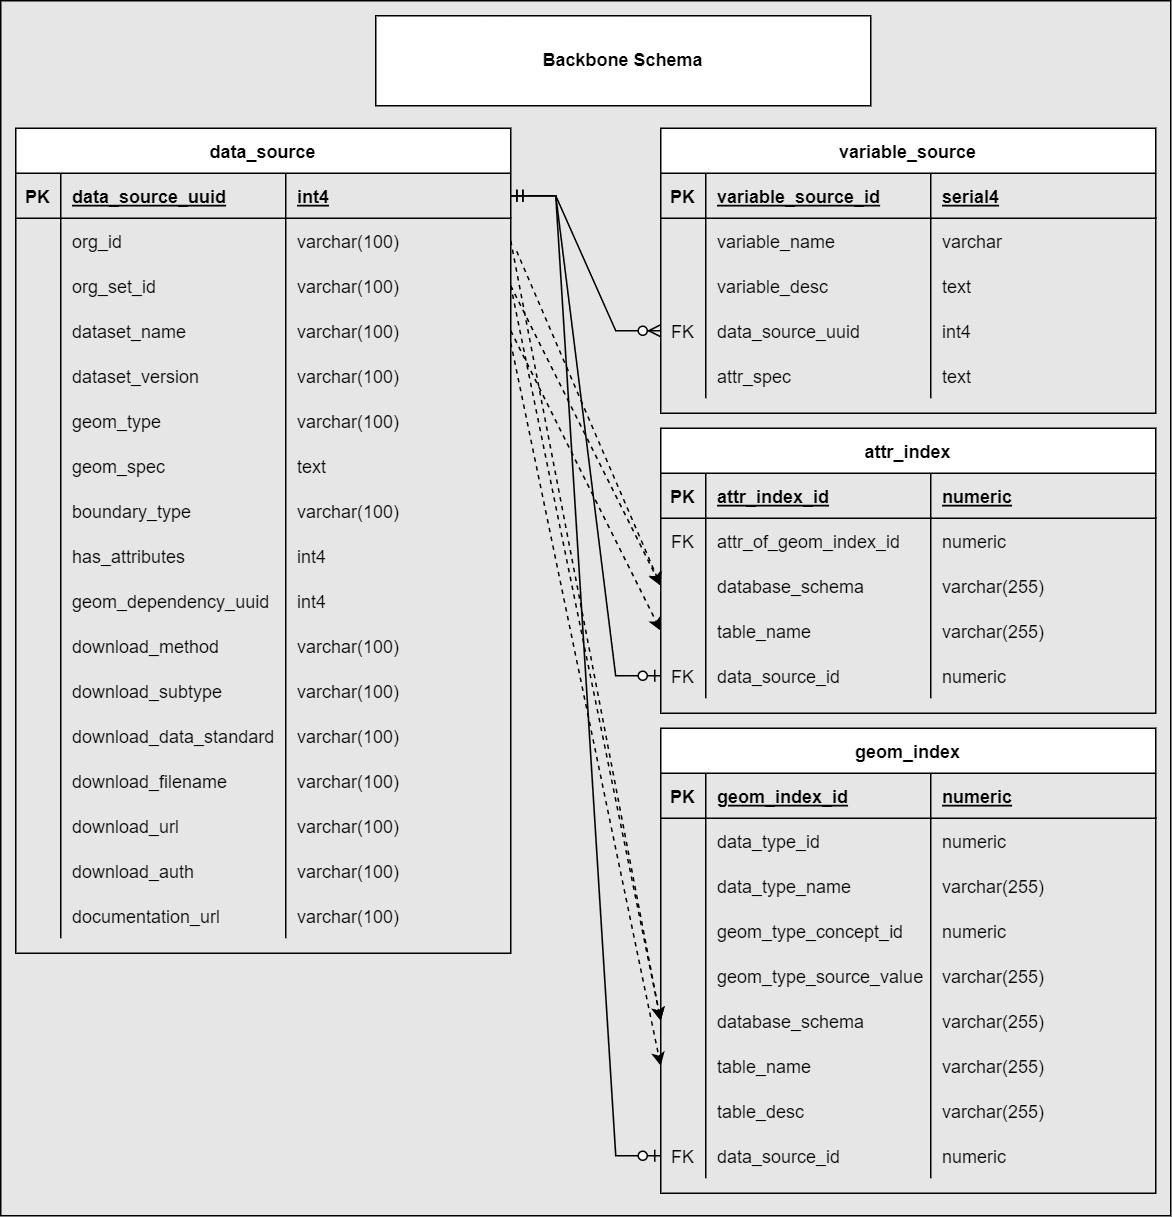 Backbone Schema
data_source
PK data_source_uuid int4
org_id varchar(100)
org_set_id varchar(100)
dataset_name varchar(100)
dataset_version varchar(100)
geom_type varchar(100)
geom_spec text
boundary_type varchar(100)
has_attributes int4
geom_dependency_uuid int4
download_method varchar(100)
download_subtype varchar(100)
download_data_standard varchar(100)
download_filename varchar(100)
download_url varchar(100)
download_auth varchar(100)
documentation_url varchar(100)
variable_source
PK variable_source_id serial4
variable_name varchar
variable_desc text
FK data_source_uuid int4
attr_spec text
attr_index
PK attr_index_id numeric
FK attr_of_geom_index_id numeric
database_schema varchar(255)
table_name varchar(255)
FK data_source_id numeric
geom_index
PK geom_index_id numeric
data_type_id numeric
data_type_name varchar(255)
geom_type_concept_id numeric
geom_type_source_value varchar(255)
database_schema varchar(255)
table_name varchar(255)
table_desc varchar(255)
FK data_source_id numeric